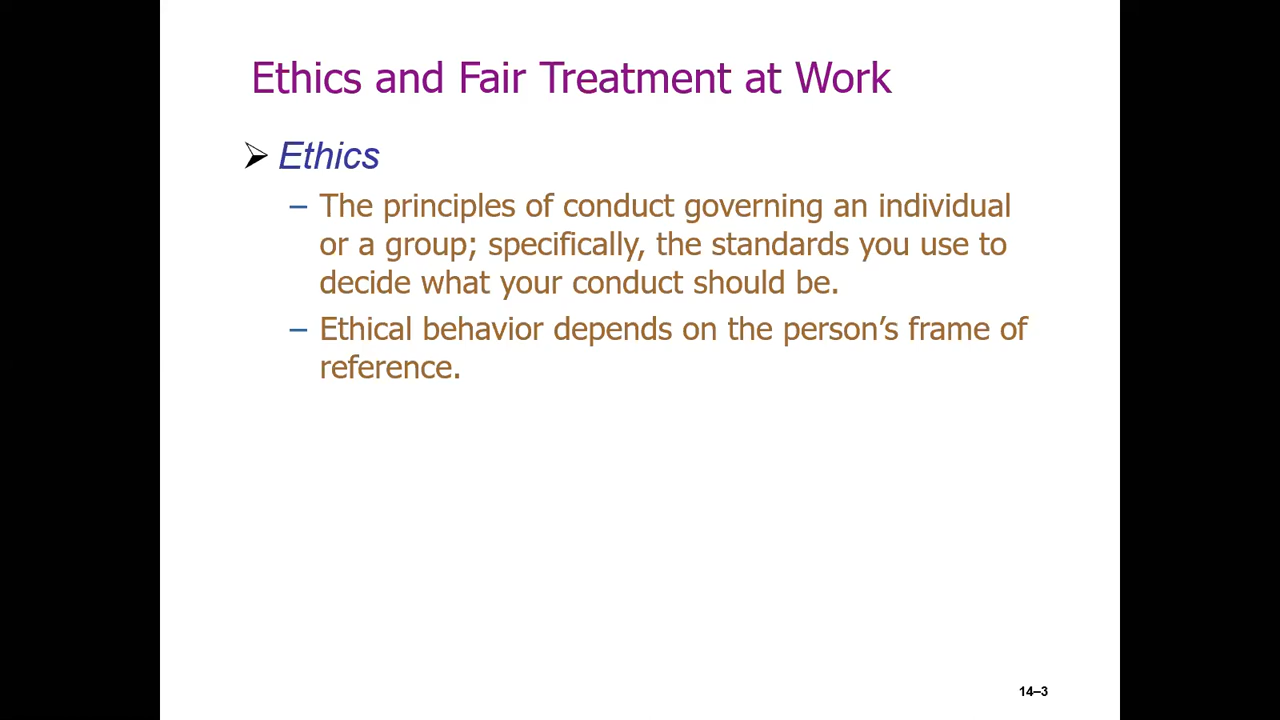 Ethics and Fair Treatment at Work
➢ Ethics
– The principles of conduct governing an individual
or a group; specifically, the standards you use to
decide what your conduct should be.
– Ethical behavior depends on the person’s frame of
reference.
14–3